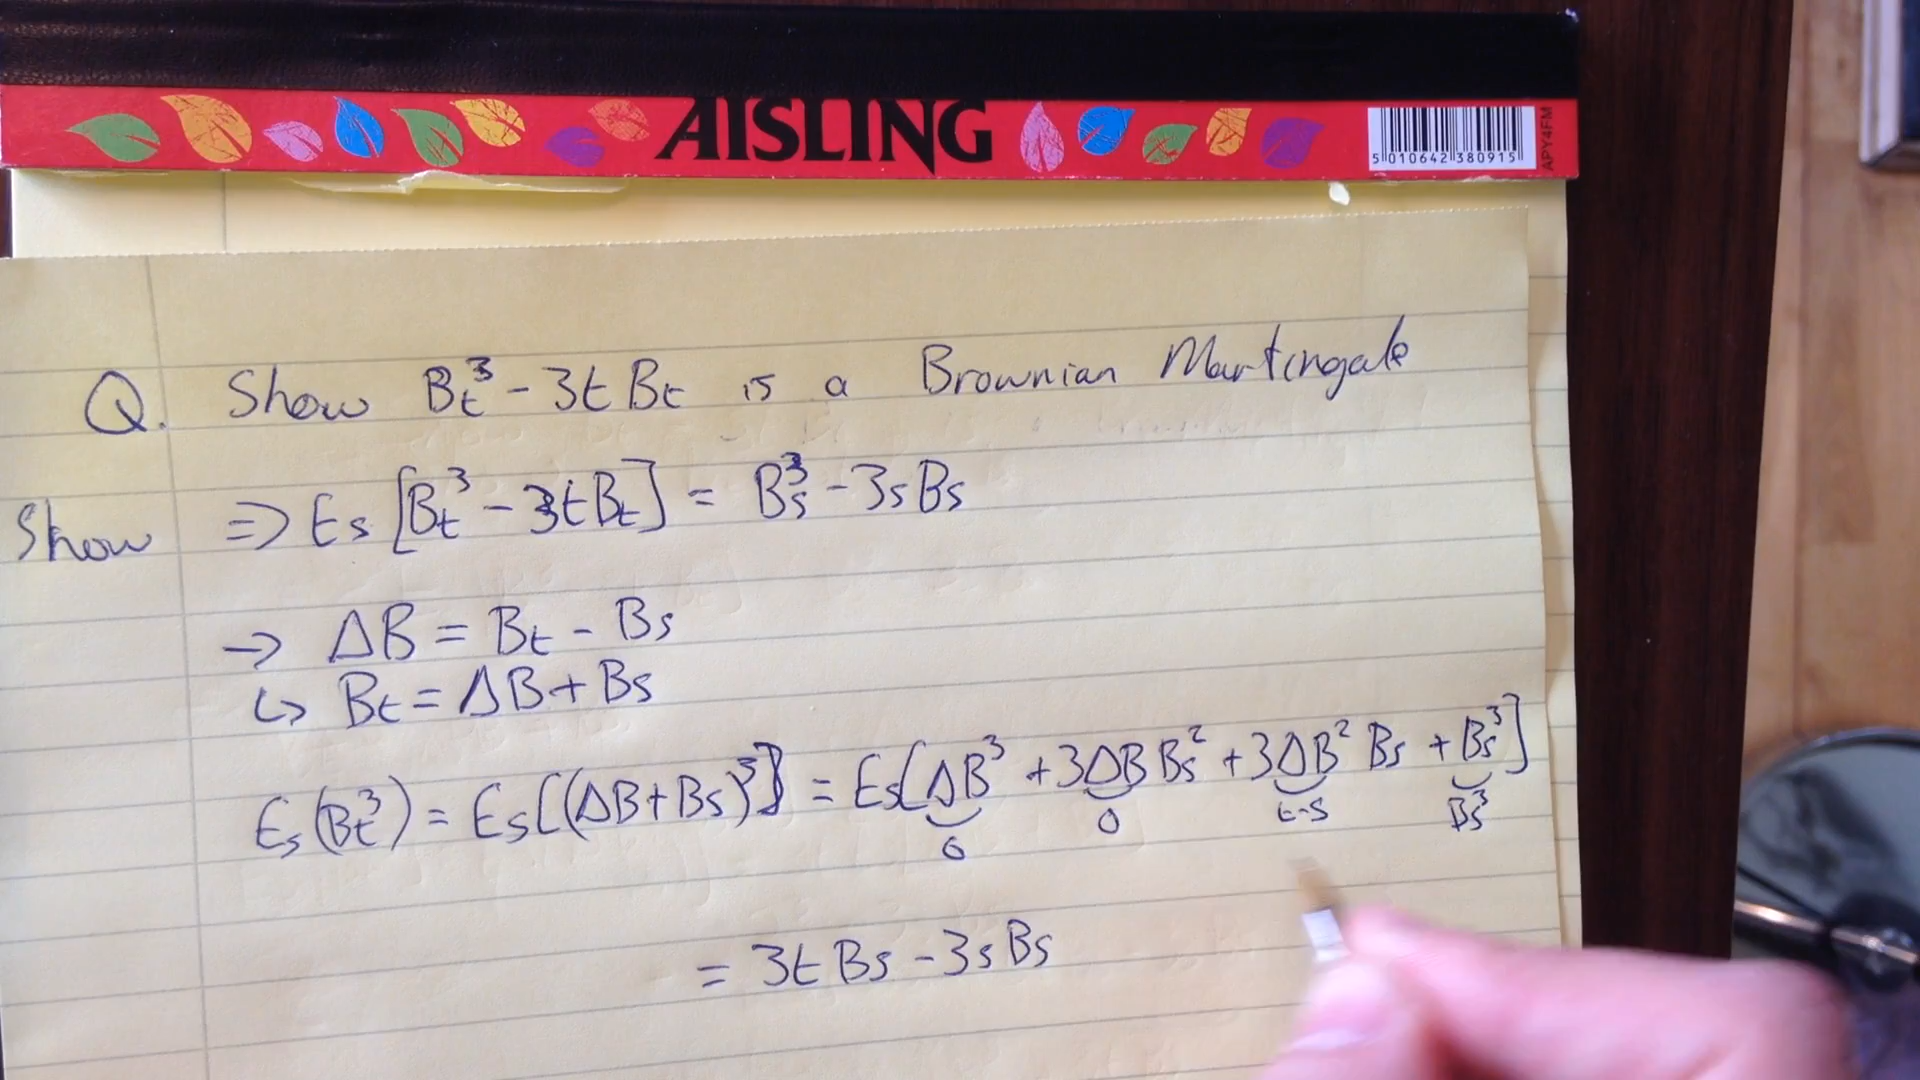 AISLING
5 010642 380915
APY4FM
Q. Show Bₜ³ - 3tBₜ is a Brownian Martingale
Show => Eₛ[Bₜ³ - 3tBₜ] = Bₛ³ - 3sBₛ
→ ΔB = Bₜ - Bₛ
↳ Bₜ = ΔB + Bₛ
Eₛ(Bₜ³) = Eₛ[(ΔB+Bₛ)³] = Eₛ[ΔB³ + 3ΔB Bₛ² + 3ΔB² Bₛ + Bₛ³]
0 0 t-s Bₛ³
= 3tBₛ - 3sBₛ